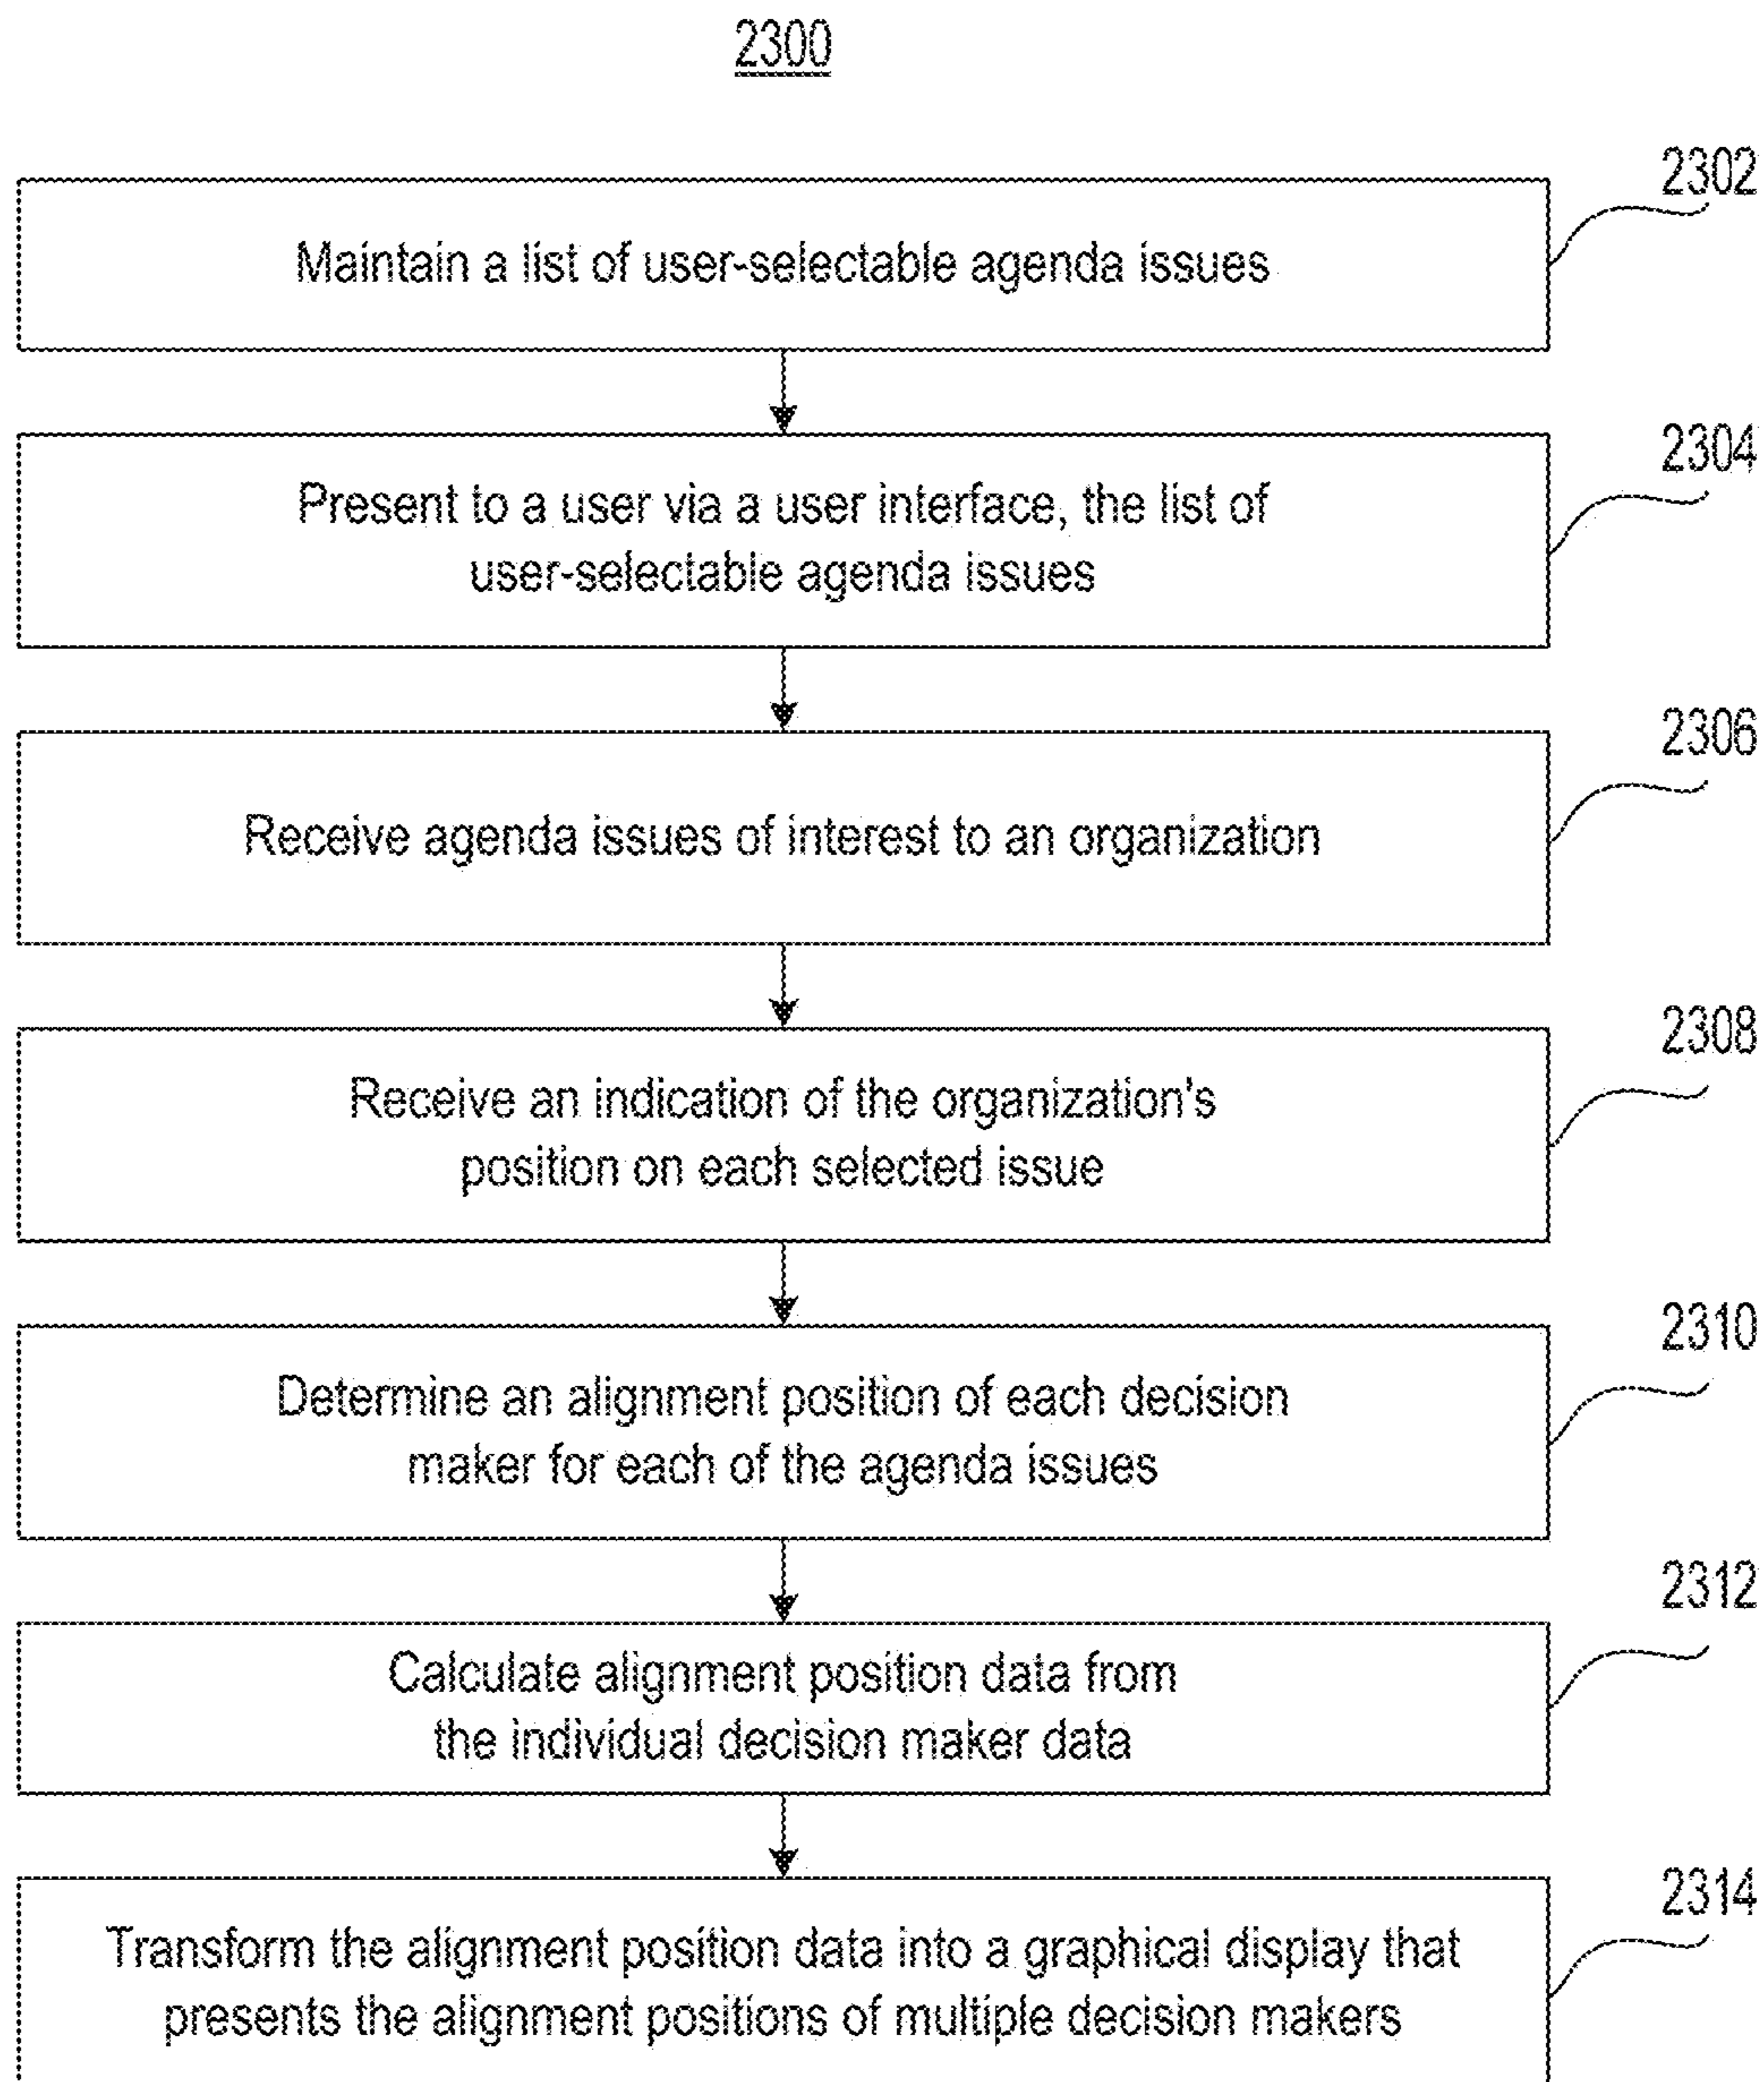 2300
2302
Maintain a list of user-selectable agenda issues
2304
Present to a user via a user interface, the list of
user-selectable agenda issues
2306
Receive agenda issues of interest to an organization
2308
Receive an indication of the organization's
position on each selected issue
2310
Determine an alignment position of each decision
maker for each of the agenda issues
2312
Calculate alignment position data from
the individual decision maker data
2314
Transform the alignment position data into a graphical display that
presents the alignment positions of multiple decision makers